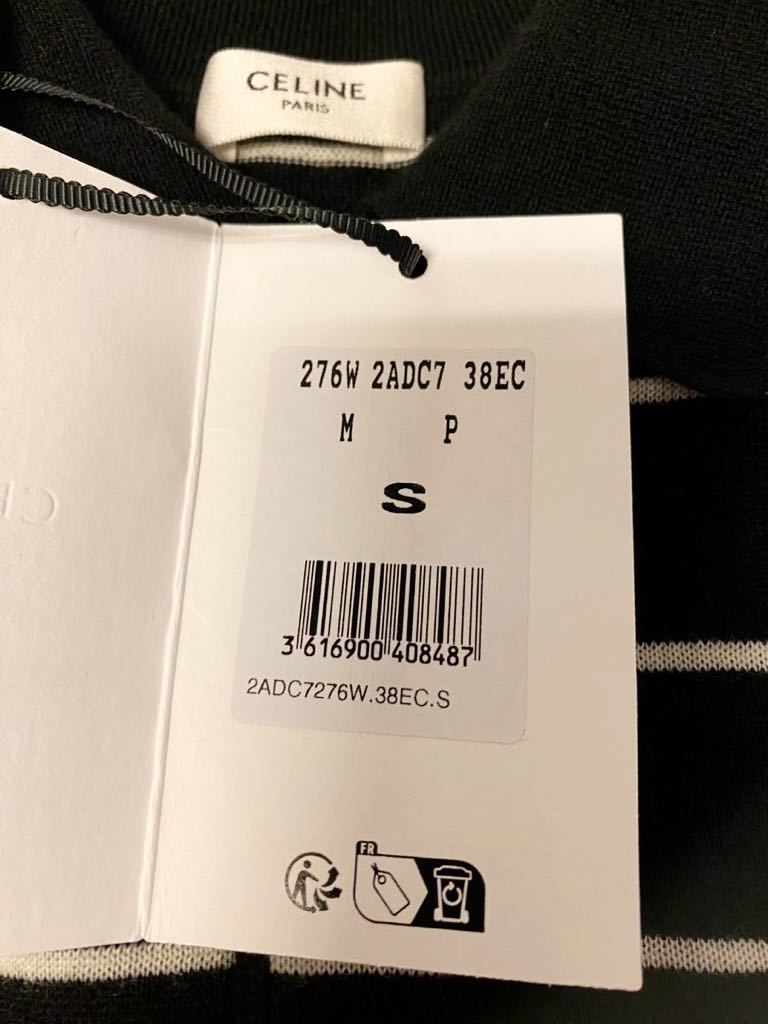 CELINE
PARIS
276W 2ADC7 38EC
M P
S
3 616900 408487
2ADC7276W.38EC.S
FR